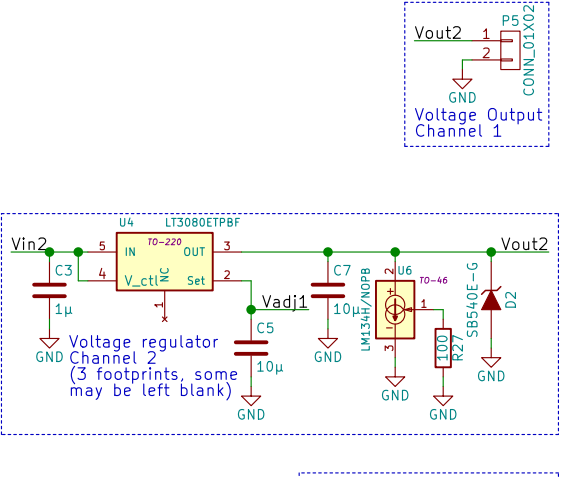 P5
Vout2
1
2
CONN_01X02
GND
Voltage Output
Channel 1
U4
LT3080ETPBF
TO-220
Vin2
5
IN
OUT
3
Vout2
4
V_ctl
NC
Set
2
1
C3
1µ
GND
Vadj1
C5
10µ
GND
C7
10µ
GND
LM134H/NOPB
U6
TO-46
2
1
3
GND
100
R27
GND
SB540E-G
D2
GND
Voltage regulator
Channel 2
(3 footprints, some
may be left blank)